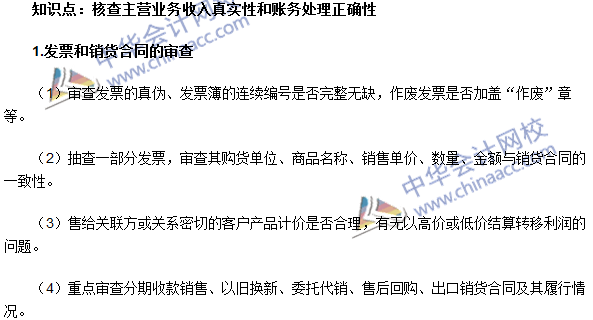 知识点：核查主营业务收入真实性和账务处理正确性
1.发票和销货合同的审查
（1）审查发票的真伪、发票簿的连续编号是否完整无缺，作废发票是否加盖“作废”章
等。
（2）抽查一部分发票，审查其购货单位、商品名称、销售单价、数量、金额与销货合同的
一致性。
（3）售给关联方或关系密切的客户产品计价是否合理，有无以高价或低价结算转移利润的
问题。
（4）重点审查分期收款销售、以旧换新、委托代销、售后回购、出口销货合同及其履行情
况。
中华会计网校
www.chinaacc.com
中华会计网校
www.chinaacc.com